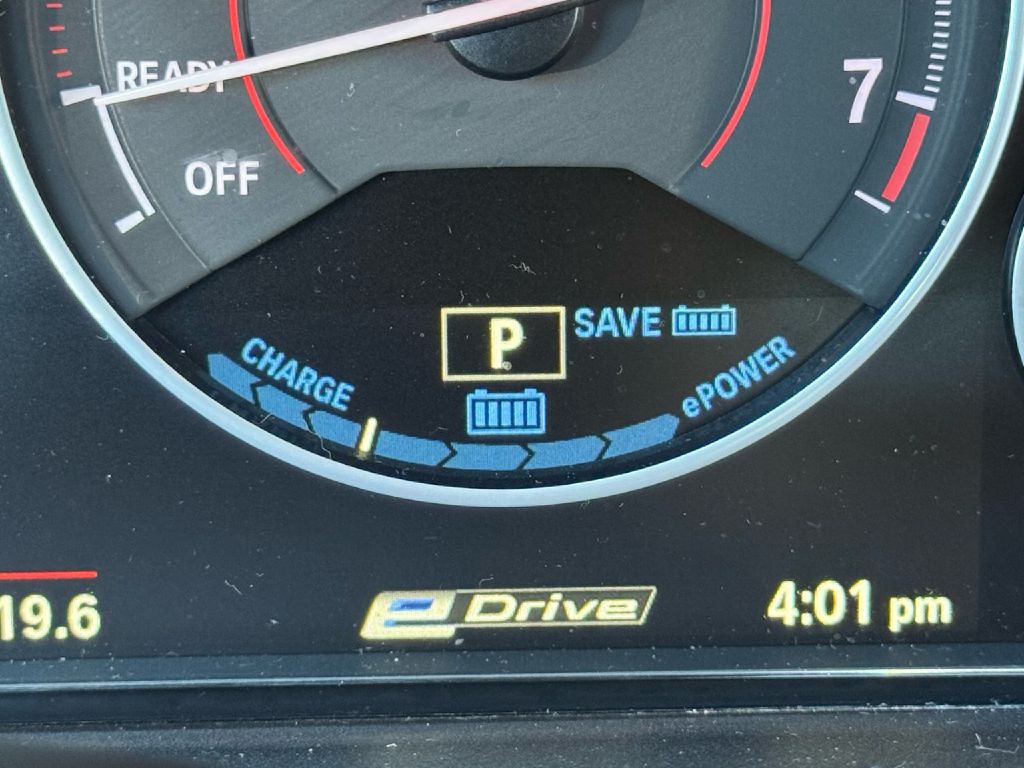 READY
7
OFF
P SAVE
CHARGE
ePOWER
19.6
eDrive
4:01 pm